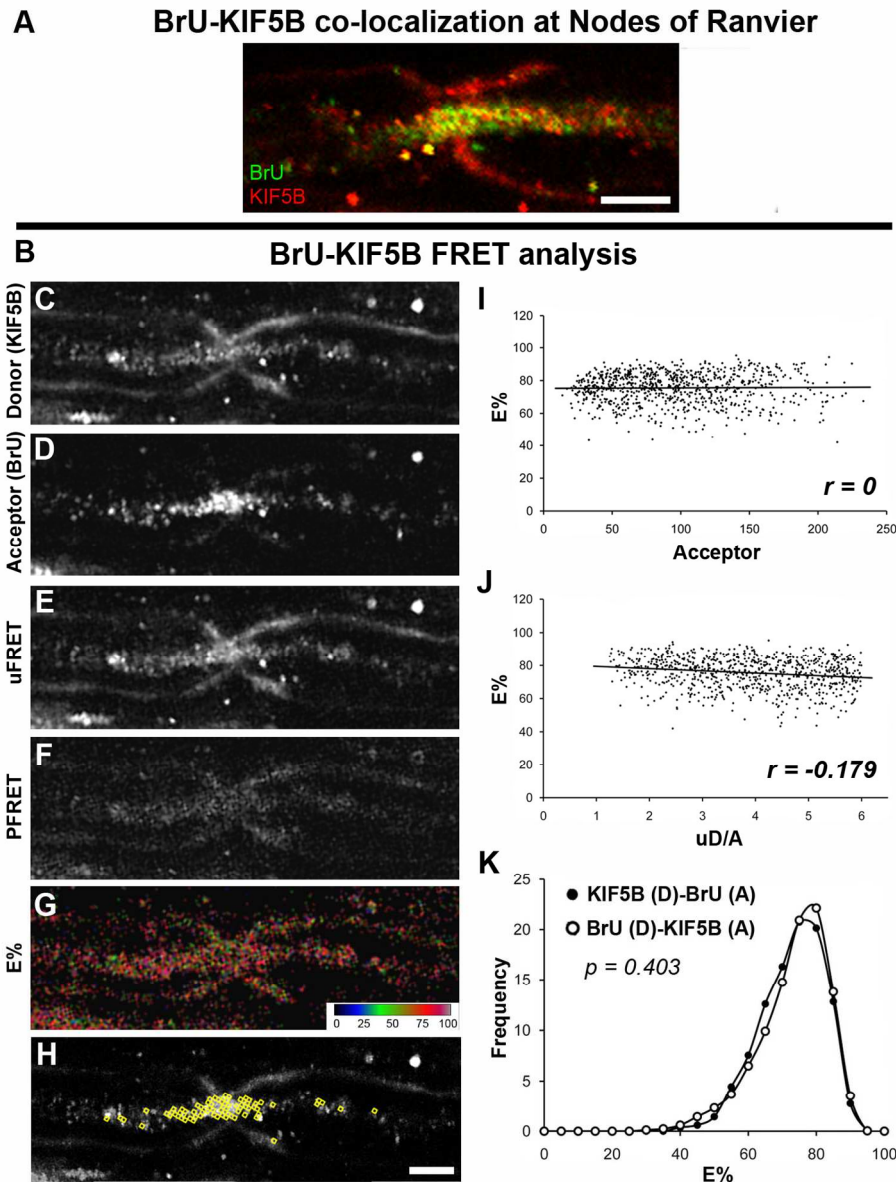 A
BrU-KIF5B co-localization at Nodes of Ranvier
BrU
KIF5B
B
BrU-KIF5B FRET analysis
C
Donor (KIF5B)
D
Acceptor (BrU)
E
uFRET
F
PFRET
G
E%
0 25 50 75 100
H
I
120
100
80
60
40
20
0
E%
r = 0
0 50 100 150 200 250
Acceptor
J
120
100
80
60
40
20
0
E%
r = -0.179
0 1 2 3 4 5 6
uD/A
K
25
20
15
10
5
0
Frequency
KIF5B (D)-BrU (A)
BrU (D)-KIF5B (A)
p = 0.403
0 20 40 60 80 100
E%